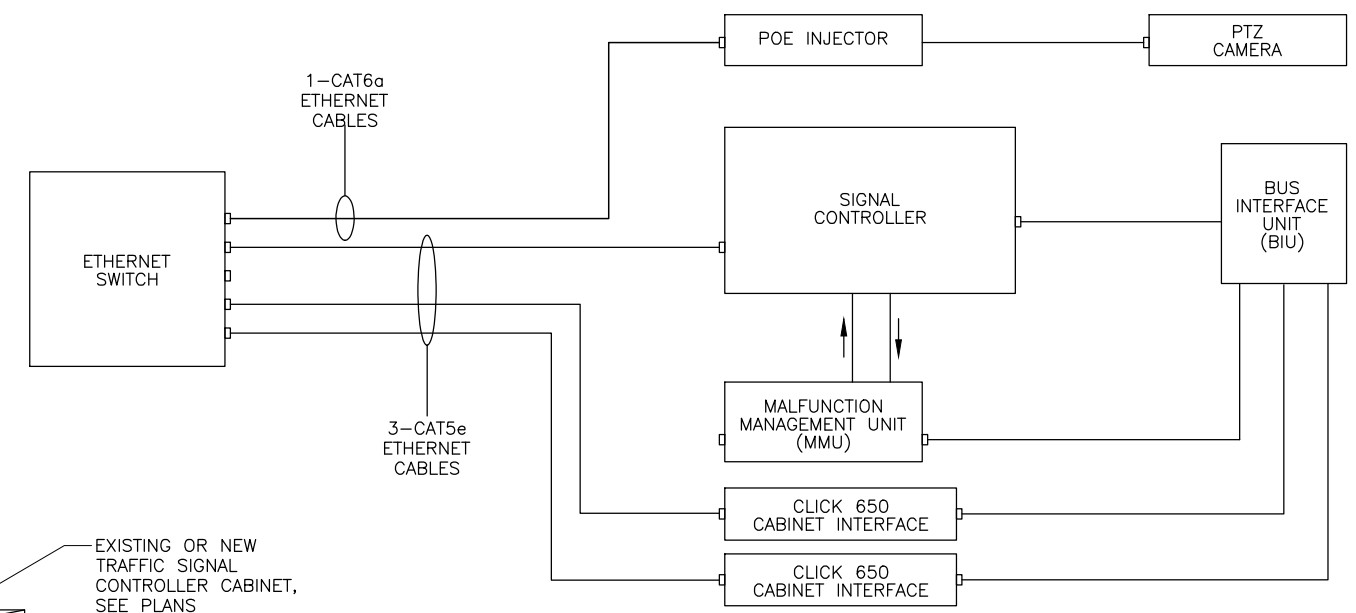 POE INJECTOR
PTZ
CAMERA
1-CAT6a
ETHERNET
CABLES
SIGNAL
CONTROLLER
BUS
INTERFACE
UNIT
(BIU)
ETHERNET
SWITCH
MALFUNCTION
MANAGEMENT UNIT
(MMU)
3-CAT5e
ETHERNET
CABLES
CLICK 650
CABINET INTERFACE
CLICK 650
CABINET INTERFACE
EXISTING OR NEW
TRAFFIC SIGNAL
CONTROLLER CABINET,
SEE PLANS